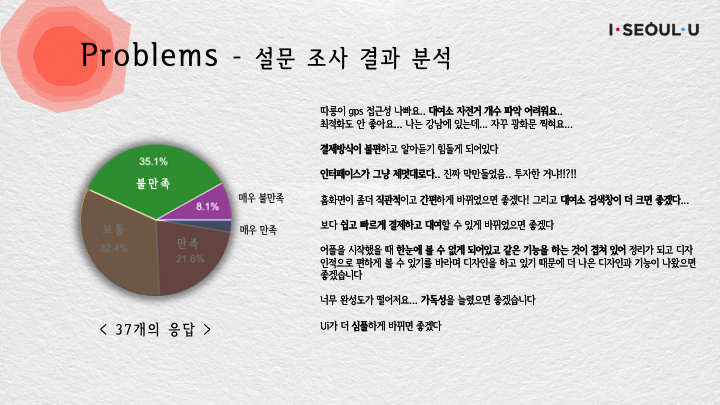 I·SEOUL·U
Problems - 설문 조사 결과 분석
따릉이 gps 접근성 나빠요.. 대여소 자전거 개수 파악 어려워요..
최적화도 안 좋아요... 나는 강남에 있는데... 자꾸 광화문 찍혀요...
결제방식이 불편하고 알아듣기 힘들게 되어있다
인터페이스가 그냥 제멋대로다.. 진짜 막만들었음.. 투자한 거냐!!?!!
홈화면이 좀더 직관적이고 간편하게 바뀌었으면 좋겠다! 그리고 대여소 검색창이 더 크면 좋겠다...
보다 쉽고 빠르게 결제하고 대여할 수 있게 바뀌었으면 좋겠다
어플을 시작했을 때 한눈에 볼 수 없게 되어있고 같은 기능을 하는 것이 겹쳐 있어 정리가 되고 디자
인적으로 편하게 볼 수 있기를 바라며 디자인을 하고 있기 때문에 더 나은 디자인과 기능이 나왔으면
좋겠습니다
너무 완성도가 떨어저요... 가독성을 늘렸으면 좋겠습니다
Ui가 더 심플하게 바뀌면 좋겠다
35.1%
불만족
8.1%
매우 불만족
매우 만족
보통
32.4%
만족
21.6%
< 37개의 응답 >